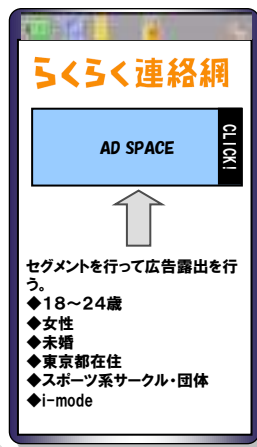 らくらく連絡網
AD SPACE
CLICK!
セグメントを行って広告露出を行
う。
◆18～24歳
◆女性
◆未婚
◆東京都在住
◆スポーツ系サークル・団体
◆i-mode